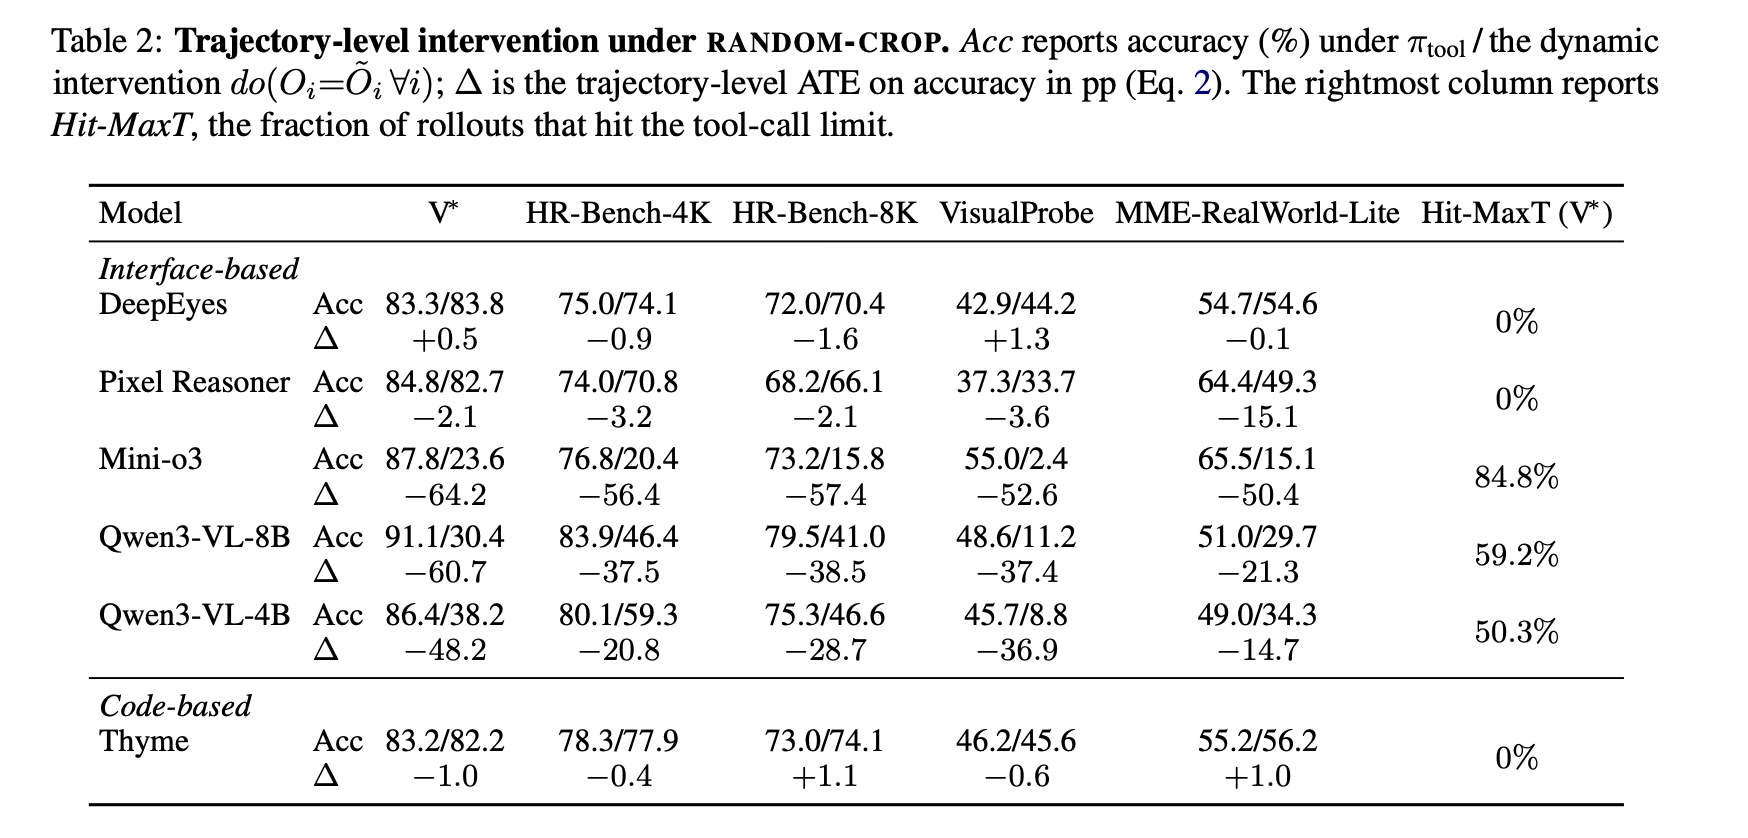 Table 2: Trajectory-level intervention under RANDOM-CROP. Acc reports accuracy (%) under π_tool / the dynamic
intervention do(O_i=Õ_i ∀i); Δ is the trajectory-level ATE on accuracy in pp (Eq. 2). The rightmost column reports
Hit-MaxT, the fraction of rollouts that hit the tool-call limit.
Model V* HR-Bench-4K HR-Bench-8K VisualProbe MME-RealWorld-Lite Hit-MaxT (V*)
Interface-based
DeepEyes Acc 83.3/83.8 75.0/74.1 72.0/70.4 42.9/44.2 54.7/54.6 0%
Δ +0.5 −0.9 −1.6 +1.3 −0.1
Pixel Reasoner Acc 84.8/82.7 74.0/70.8 68.2/66.1 37.3/33.7 64.4/49.3 0%
Δ −2.1 −3.2 −2.1 −3.6 −15.1
Mini-o3 Acc 87.8/23.6 76.8/20.4 73.2/15.8 55.0/2.4 65.5/15.1 84.8%
Δ −64.2 −56.4 −57.4 −52.6 −50.4
Qwen3-VL-8B Acc 91.1/30.4 83.9/46.4 79.5/41.0 48.6/11.2 51.0/29.7 59.2%
Δ −60.7 −37.5 −38.5 −37.4 −21.3
Qwen3-VL-4B Acc 86.4/38.2 80.1/59.3 75.3/46.6 45.7/8.8 49.0/34.3 50.3%
Δ −48.2 −20.8 −28.7 −36.9 −14.7
Code-based
Thyme Acc 83.2/82.2 78.3/77.9 73.0/74.1 46.2/45.6 55.2/56.2 0%
Δ −1.0 −0.4 +1.1 −0.6 +1.0